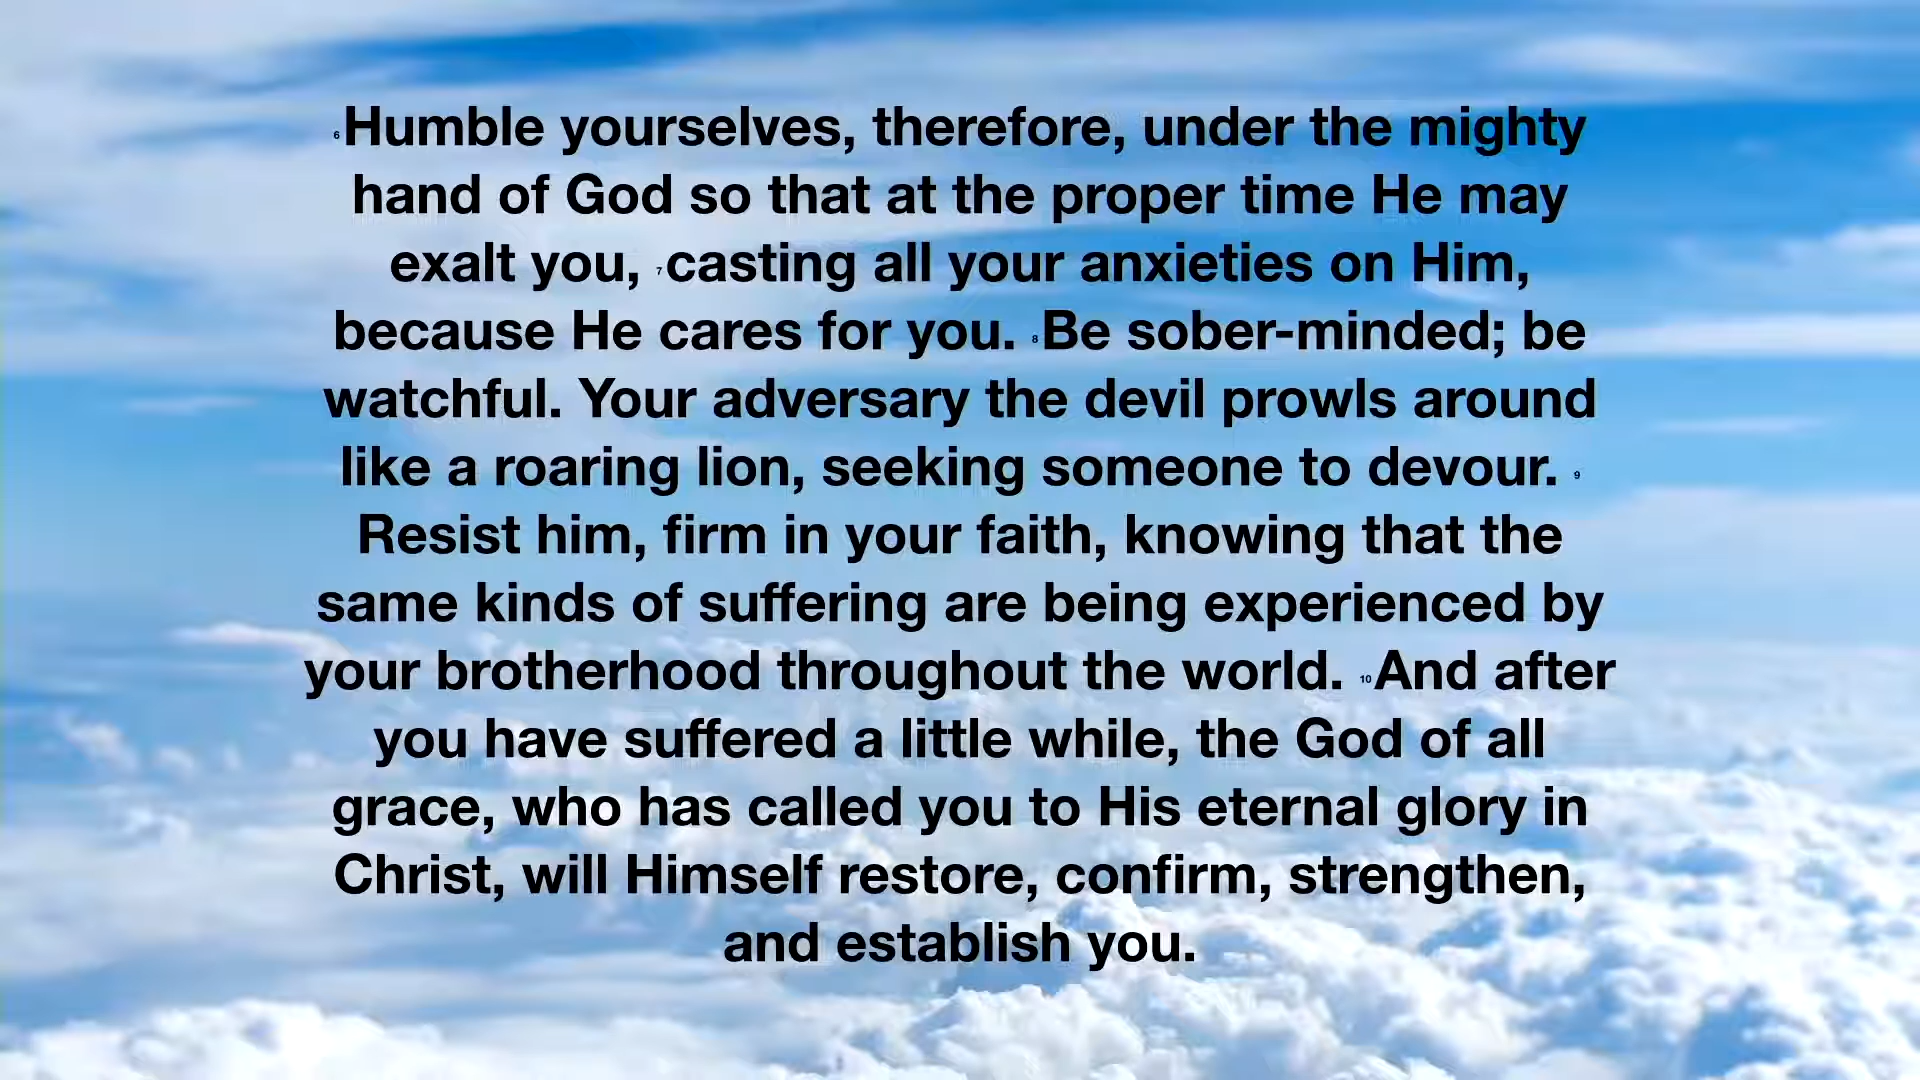 6Humble yourselves, therefore, under the mighty
hand of God so that at the proper time He may
exalt you, 7casting all your anxieties on Him,
because He cares for you. 8Be sober-minded; be
watchful. Your adversary the devil prowls around
like a roaring lion, seeking someone to devour. 9
Resist him, firm in your faith, knowing that the
same kinds of suffering are being experienced by
your brotherhood throughout the world. 10And after
you have suffered a little while, the God of all
grace, who has called you to His eternal glory in
Christ, will Himself restore, confirm, strengthen,
and establish you.